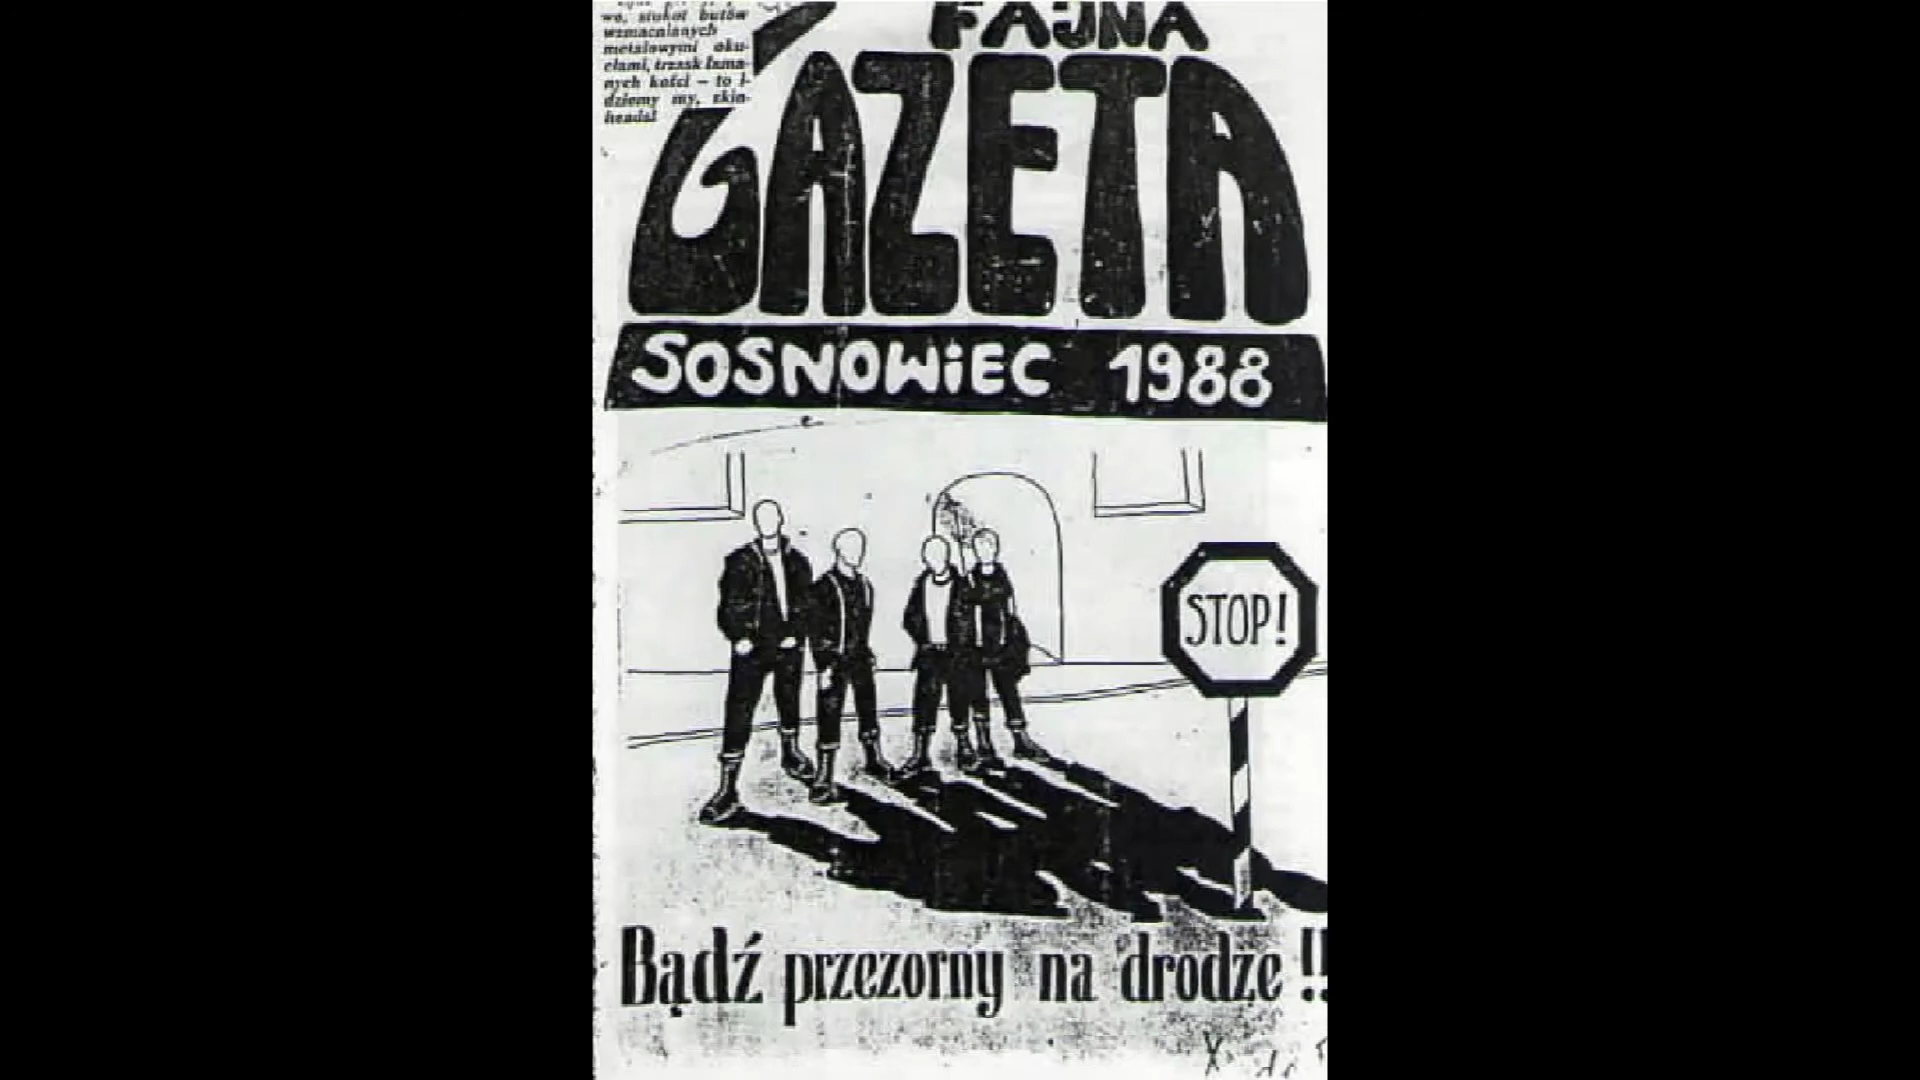 wo, stukot butów
wzmacnianych
metalowymi oku-
ciami, trzask łama-
nych kości — to i-
dziemy my, skin-
heads!
FAJNA
GAZETA
SOSNOWiEC 1988
STOP!
Bądź przezorny na drodze !!